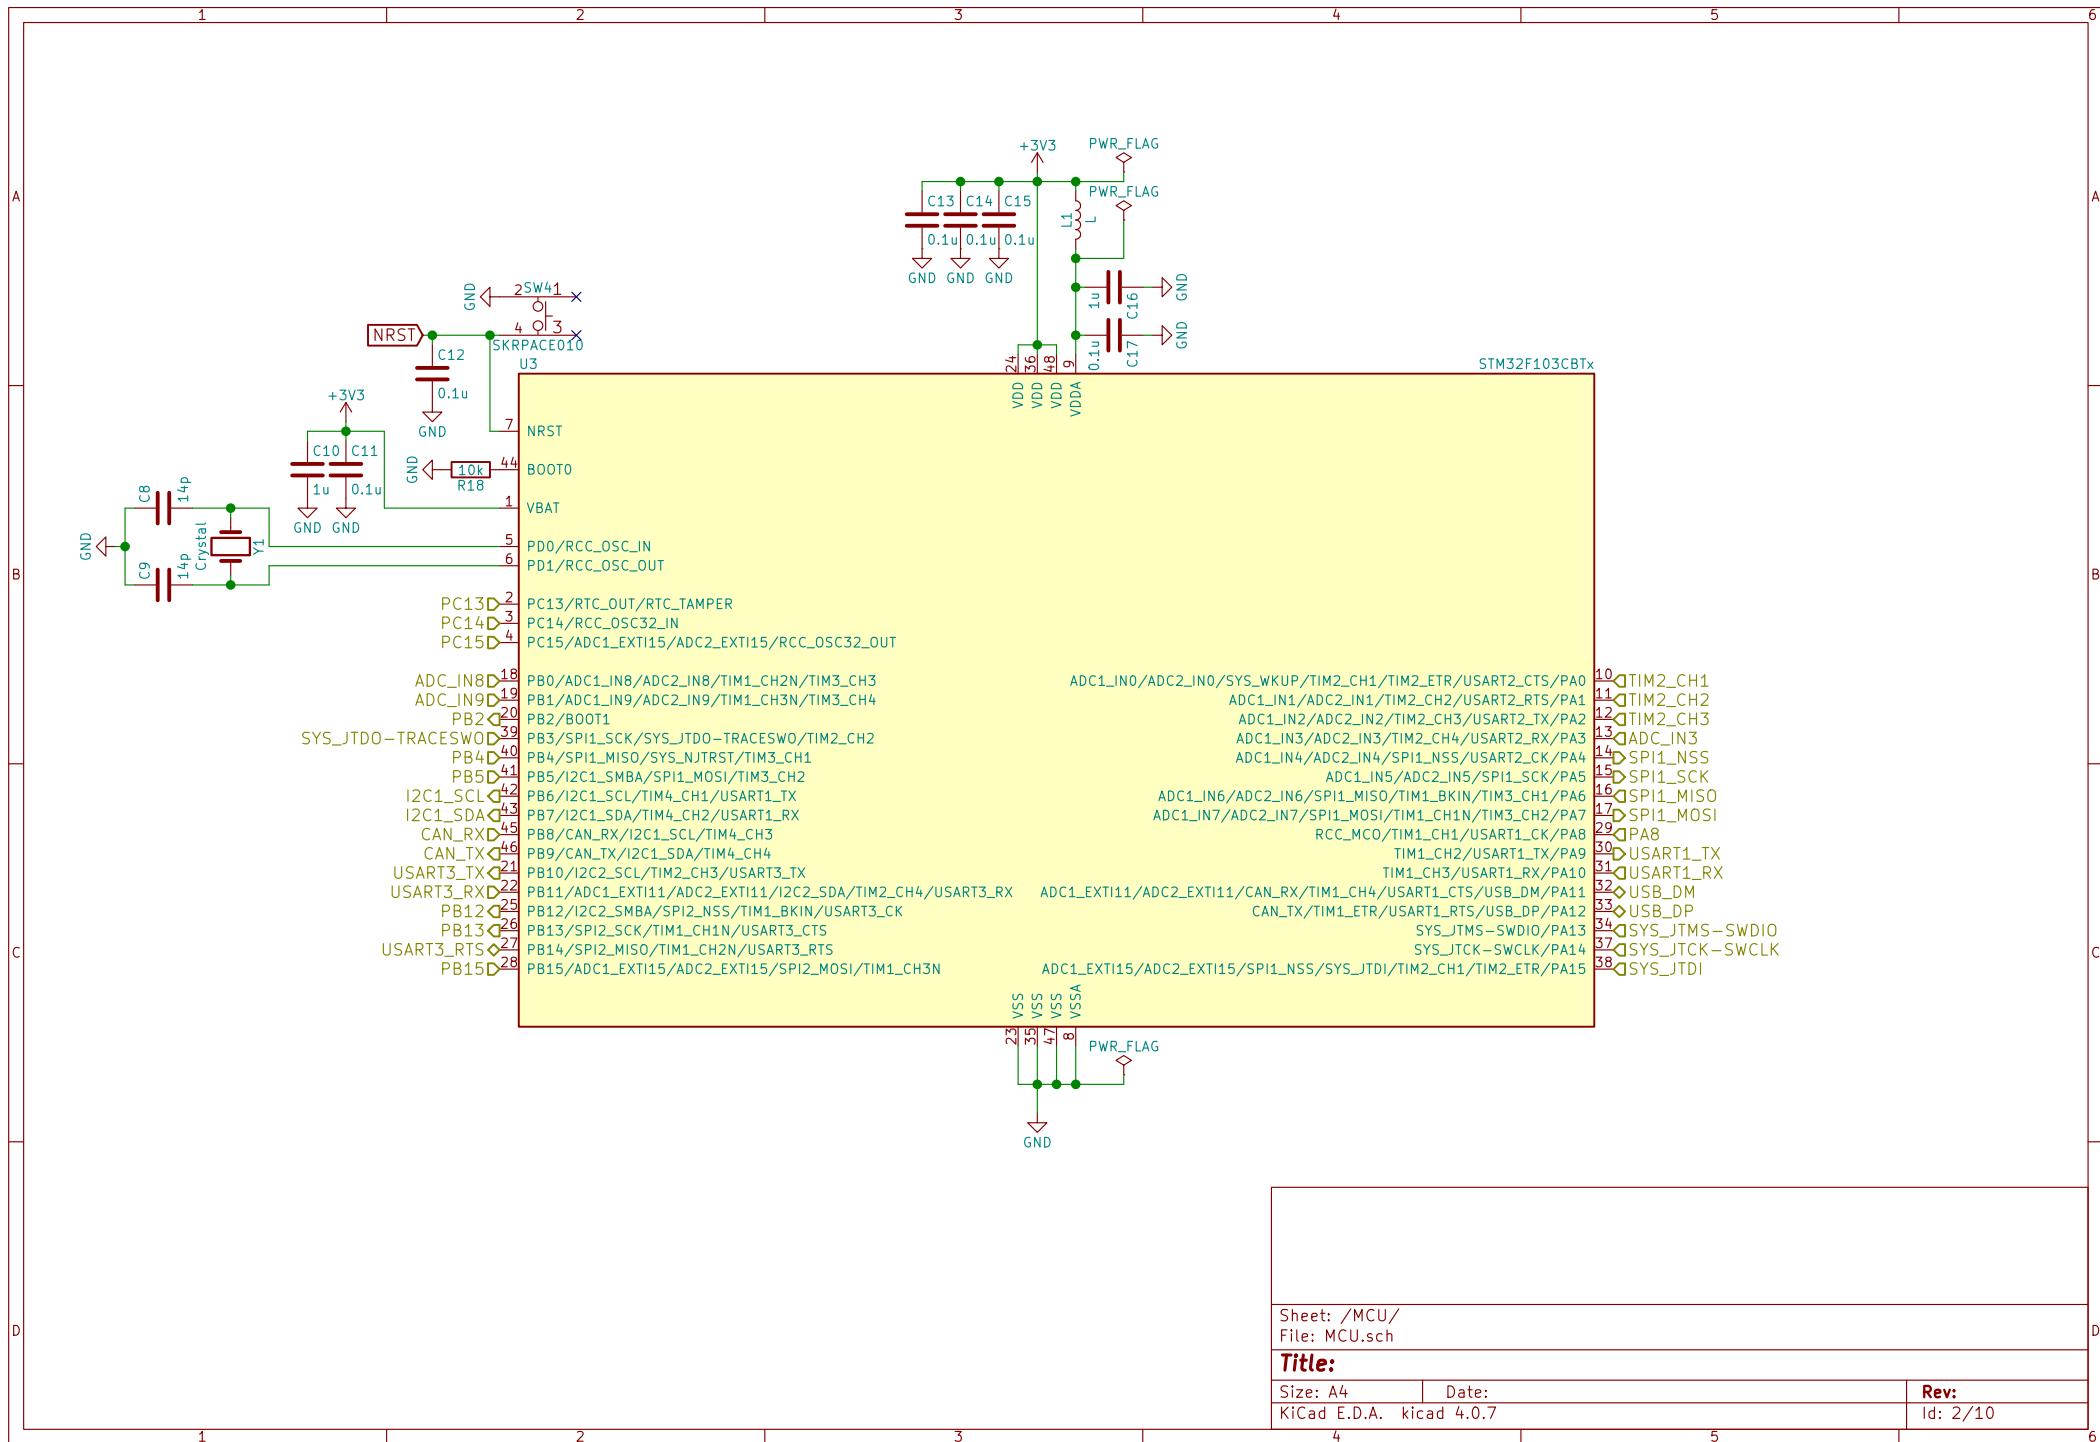 1 2 3 4 5 6
A A
B B
C C
D D
1 2 3 4 5 6
+3V3
PWR_FLAG
PWR_FLAG
C13 C14 C15
0.1u 0.1u 0.1u
GND GND GND
L1 L
1u C16 GND
0.1u C17 GND
GND 2 SW4 1
NRST 4 3
SKRPACE010
C12
0.1u
GND
+3V3
C10 C11
1u 0.1u
GND GND
GND 10k
R18
C8 14p
GND Crystal Y1
C9 14p
U3 STM32F103CBTx
24 36 48 9
VDD VDD VDD VDDA
7 NRST
44 BOOT0
1 VBAT
5 PD0/RCC_OSC_IN
6 PD1/RCC_OSC_OUT
PC13 2 PC13/RTC_OUT/RTC_TAMPER
PC14 3 PC14/RCC_OSC32_IN
PC15 4 PC15/ADC1_EXTI15/ADC2_EXTI15/RCC_OSC32_OUT
ADC_IN8 18 PB0/ADC1_IN8/ADC2_IN8/TIM1_CH2N/TIM3_CH3
ADC_IN9 19 PB1/ADC1_IN9/ADC2_IN9/TIM1_CH3N/TIM3_CH4
PB2 20 PB2/BOOT1
SYS_JTDO-TRACESWO 39 PB3/SPI1_SCK/SYS_JTDO-TRACESWO/TIM2_CH2
PB4 40 PB4/SPI1_MISO/SYS_NJTRST/TIM3_CH1
PB5 41 PB5/I2C1_SMBA/SPI1_MOSI/TIM3_CH2
I2C1_SCL 42 PB6/I2C1_SCL/TIM4_CH1/USART1_TX
I2C1_SDA 43 PB7/I2C1_SDA/TIM4_CH2/USART1_RX
CAN_RX 45 PB8/CAN_RX/I2C1_SCL/TIM4_CH3
CAN_TX 46 PB9/CAN_TX/I2C1_SDA/TIM4_CH4
USART3_TX 21 PB10/I2C2_SCL/TIM2_CH3/USART3_TX
USART3_RX 22 PB11/ADC1_EXTI11/ADC2_EXTI11/I2C2_SDA/TIM2_CH4/USART3_RX
PB12 25 PB12/I2C2_SMBA/SPI2_NSS/TIM1_BKIN/USART3_CK
PB13 26 PB13/SPI2_SCK/TIM1_CH1N/USART3_CTS
USART3_RTS 27 PB14/SPI2_MISO/TIM1_CH2N/USART3_RTS
PB15 28 PB15/ADC1_EXTI15/ADC2_EXTI15/SPI2_MOSI/TIM1_CH3N
ADC1_IN0/ADC2_IN0/SYS_WKUP/TIM2_CH1/TIM2_ETR/USART2_CTS/PA0 10 TIM2_CH1
ADC1_IN1/ADC2_IN1/TIM2_CH2/USART2_RTS/PA1 11 TIM2_CH2
ADC1_IN2/ADC2_IN2/TIM2_CH3/USART2_TX/PA2 12 TIM2_CH3
ADC1_IN3/ADC2_IN3/TIM2_CH4/USART2_RX/PA3 13 ADC_IN3
ADC1_IN4/ADC2_IN4/SPI1_NSS/USART2_CK/PA4 14 SPI1_NSS
ADC1_IN5/ADC2_IN5/SPI1_SCK/PA5 15 SPI1_SCK
ADC1_IN6/ADC2_IN6/SPI1_MISO/TIM1_BKIN/TIM3_CH1/PA6 16 SPI1_MISO
ADC1_IN7/ADC2_IN7/SPI1_MOSI/TIM1_CH1N/TIM3_CH2/PA7 17 SPI1_MOSI
RCC_MCO/TIM1_CH1/USART1_CK/PA8 29 PA8
TIM1_CH2/USART1_TX/PA9 30 USART1_TX
TIM1_CH3/USART1_RX/PA10 31 USART1_RX
ADC1_EXTI11/ADC2_EXTI11/CAN_RX/TIM1_CH4/USART1_CTS/USB_DM/PA11 32 USB_DM
CAN_TX/TIM1_ETR/USART1_RTS/USB_DP/PA12 33 USB_DP
SYS_JTMS-SWDIO/PA13 34 SYS_JTMS-SWDIO
SYS_JTCK-SWCLK/PA14 37 SYS_JTCK-SWCLK
ADC1_EXTI15/ADC2_EXTI15/SPI1_NSS/SYS_JTDI/TIM2_CH1/TIM2_ETR/PA15 38 SYS_JTDI
VSS VSS VSS VSSA
23 35 47 8
PWR_FLAG
GND
Sheet: /MCU/
File: MCU.sch
Title:
Size: A4 Date: Rev:
KiCad E.D.A. kicad 4.0.7 Id: 2/10